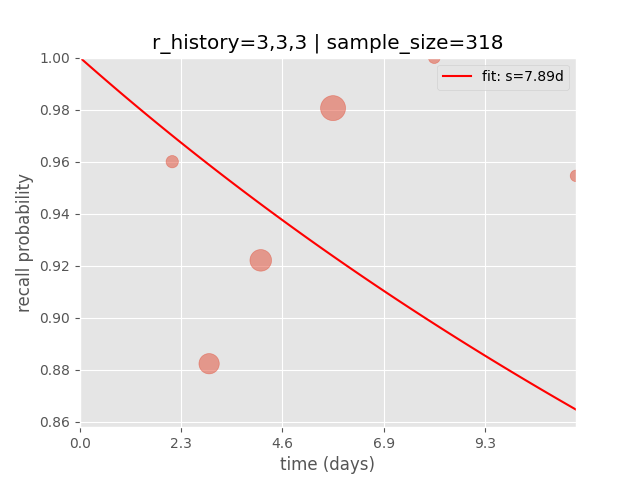 r_history=3,3,3 | sample_size=318
fit: s=7.89d
1.00
0.98
0.96
0.94
0.92
0.90
0.88
0.86
recall probability
0.0 2.3 4.6 6.9 9.3
time (days)